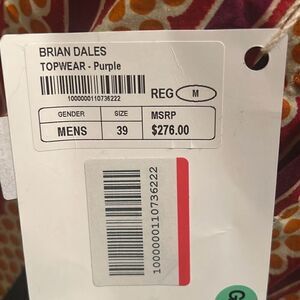 BRIAN DALES
TOPWEAR - Purple
1000000110736222
REG M
GENDER SIZE MSRP
MENS 39 $276.00
1000000110736222
G